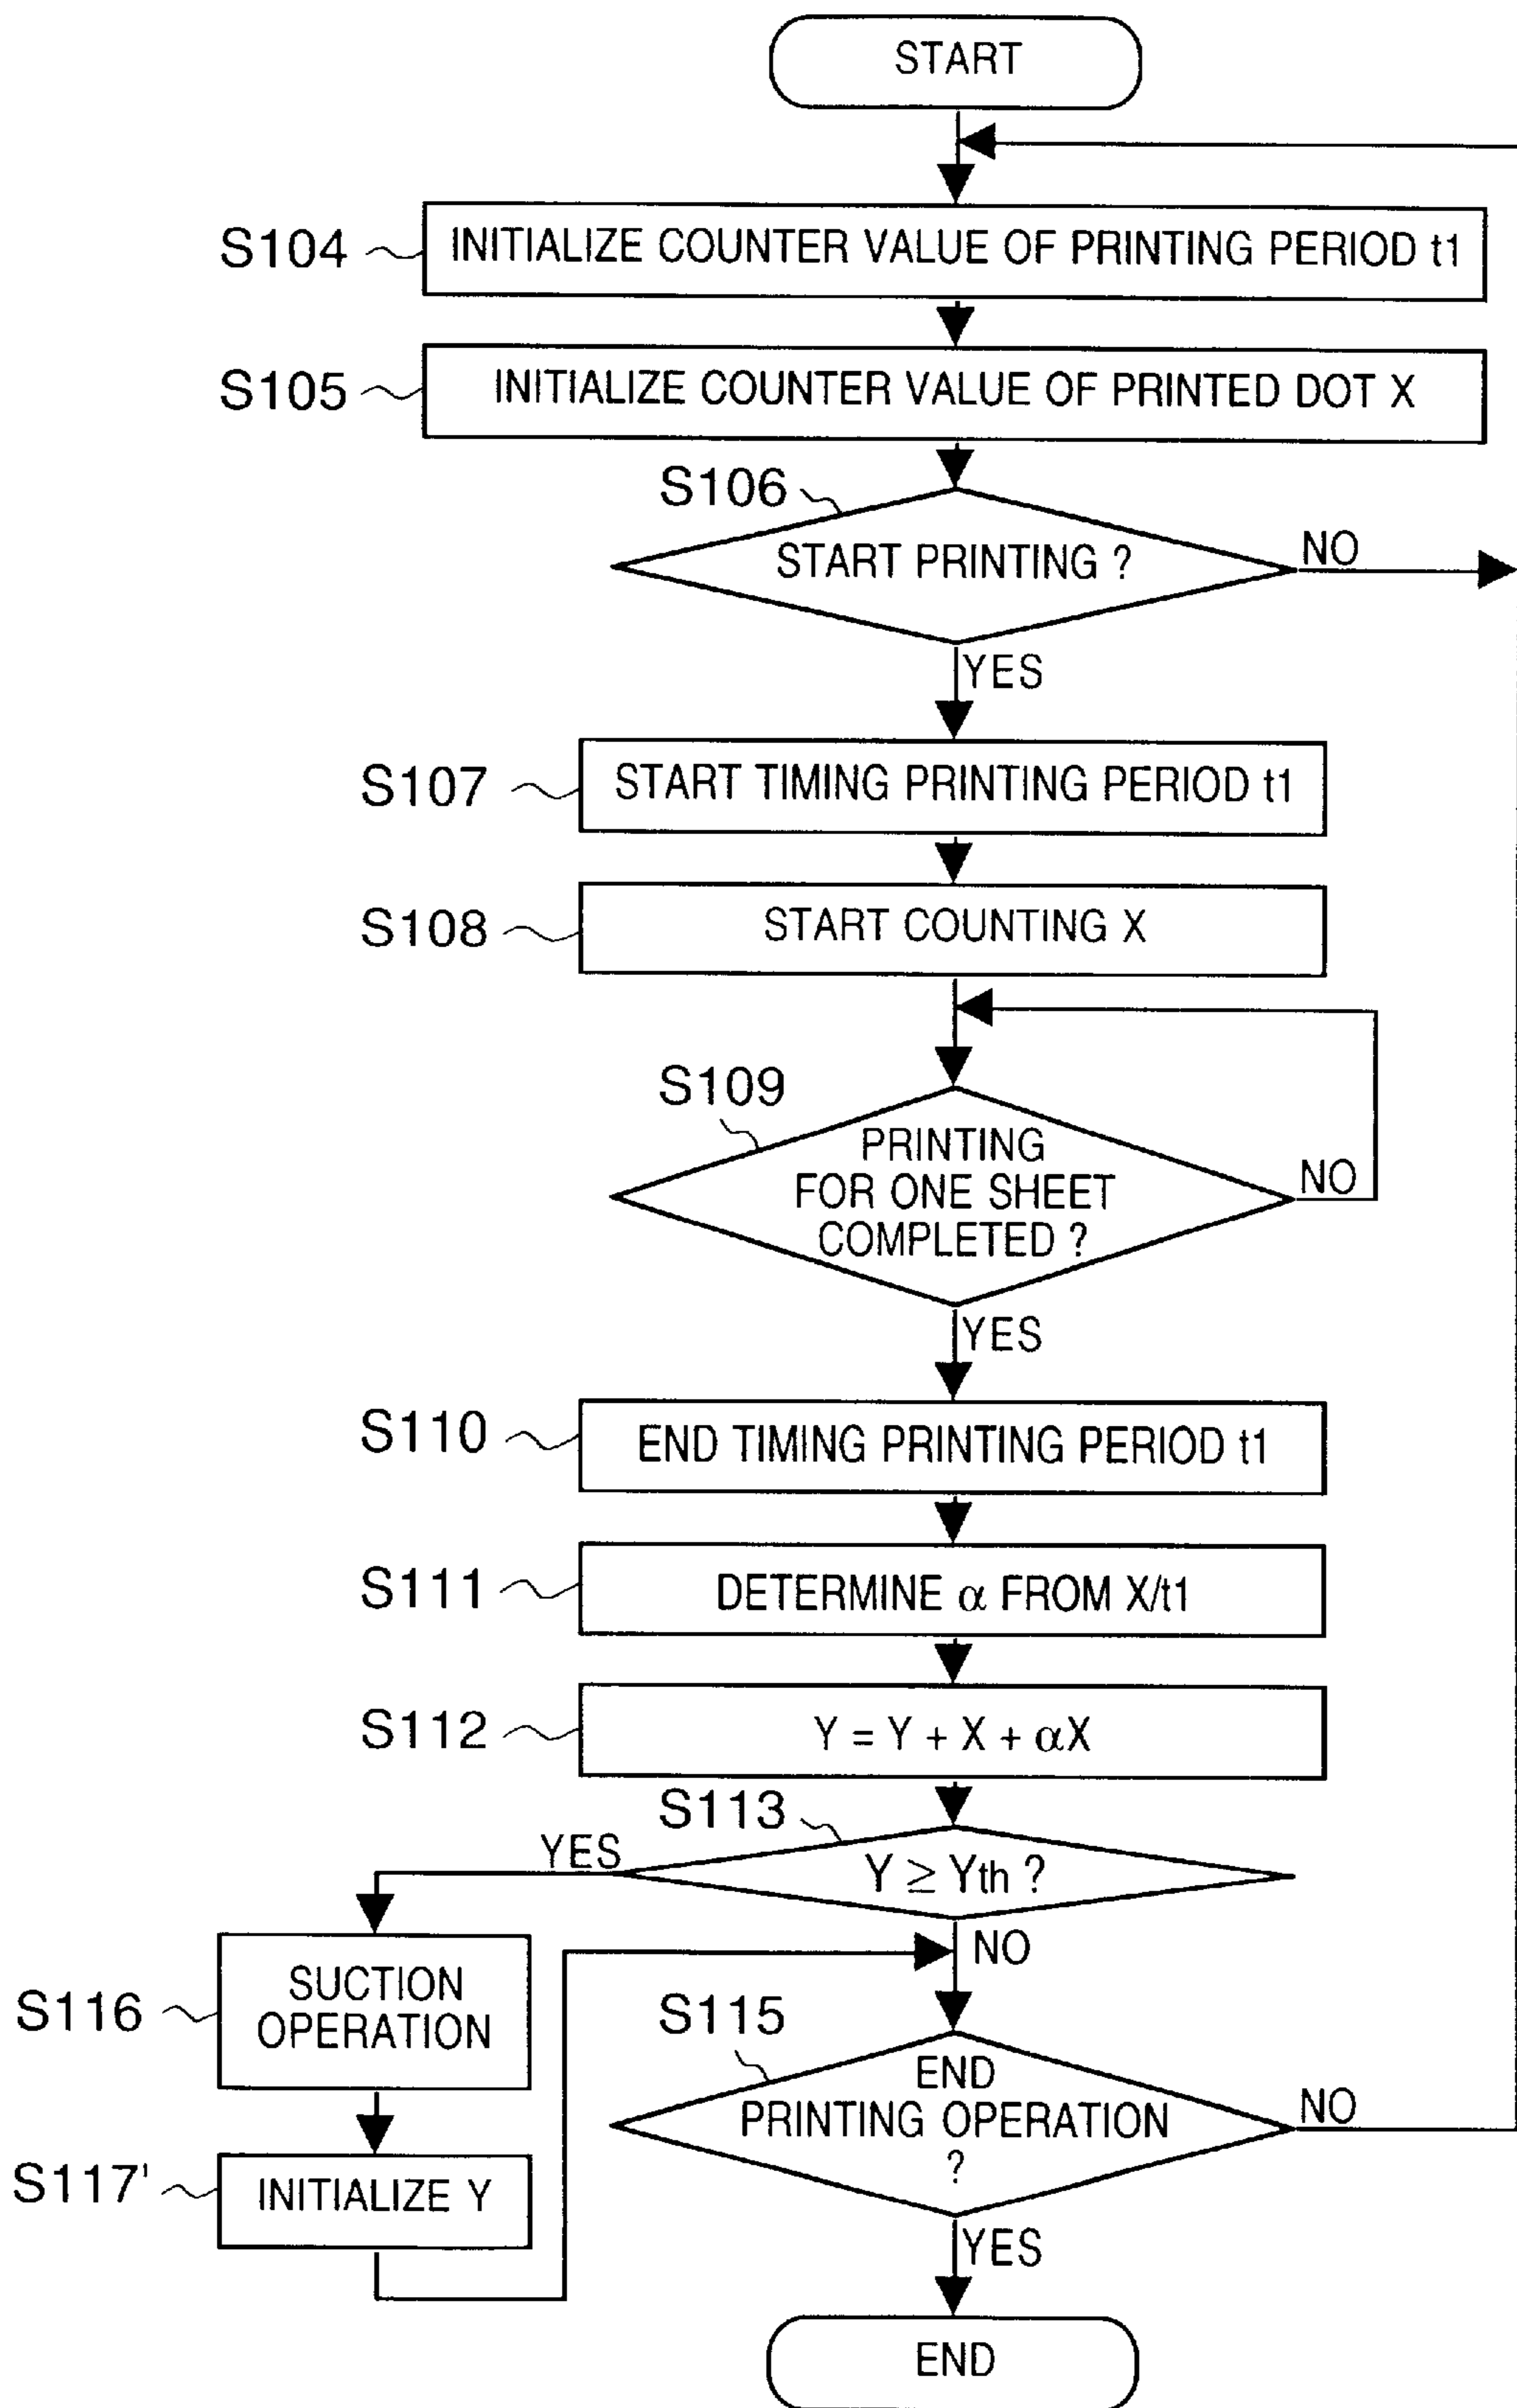 START
S104
INITIALIZE COUNTER VALUE OF PRINTING PERIOD t1
S105
INITIALIZE COUNTER VALUE OF PRINTED DOT X
S106
START PRINTING ?
NO
YES
S107
START TIMING PRINTING PERIOD t1
S108
START COUNTING X
S109
PRINTING
FOR ONE SHEET
COMPLETED ?
NO
YES
S110
END TIMING PRINTING PERIOD t1
S111
DETERMINE α FROM X/t1
S112
Y = Y + X + αX
S113
YES
Y ≥ Yth ?
NO
S116
SUCTION
OPERATION
S115
END
PRINTING OPERATION
?
NO
S117'
INITIALIZE Y
YES
END